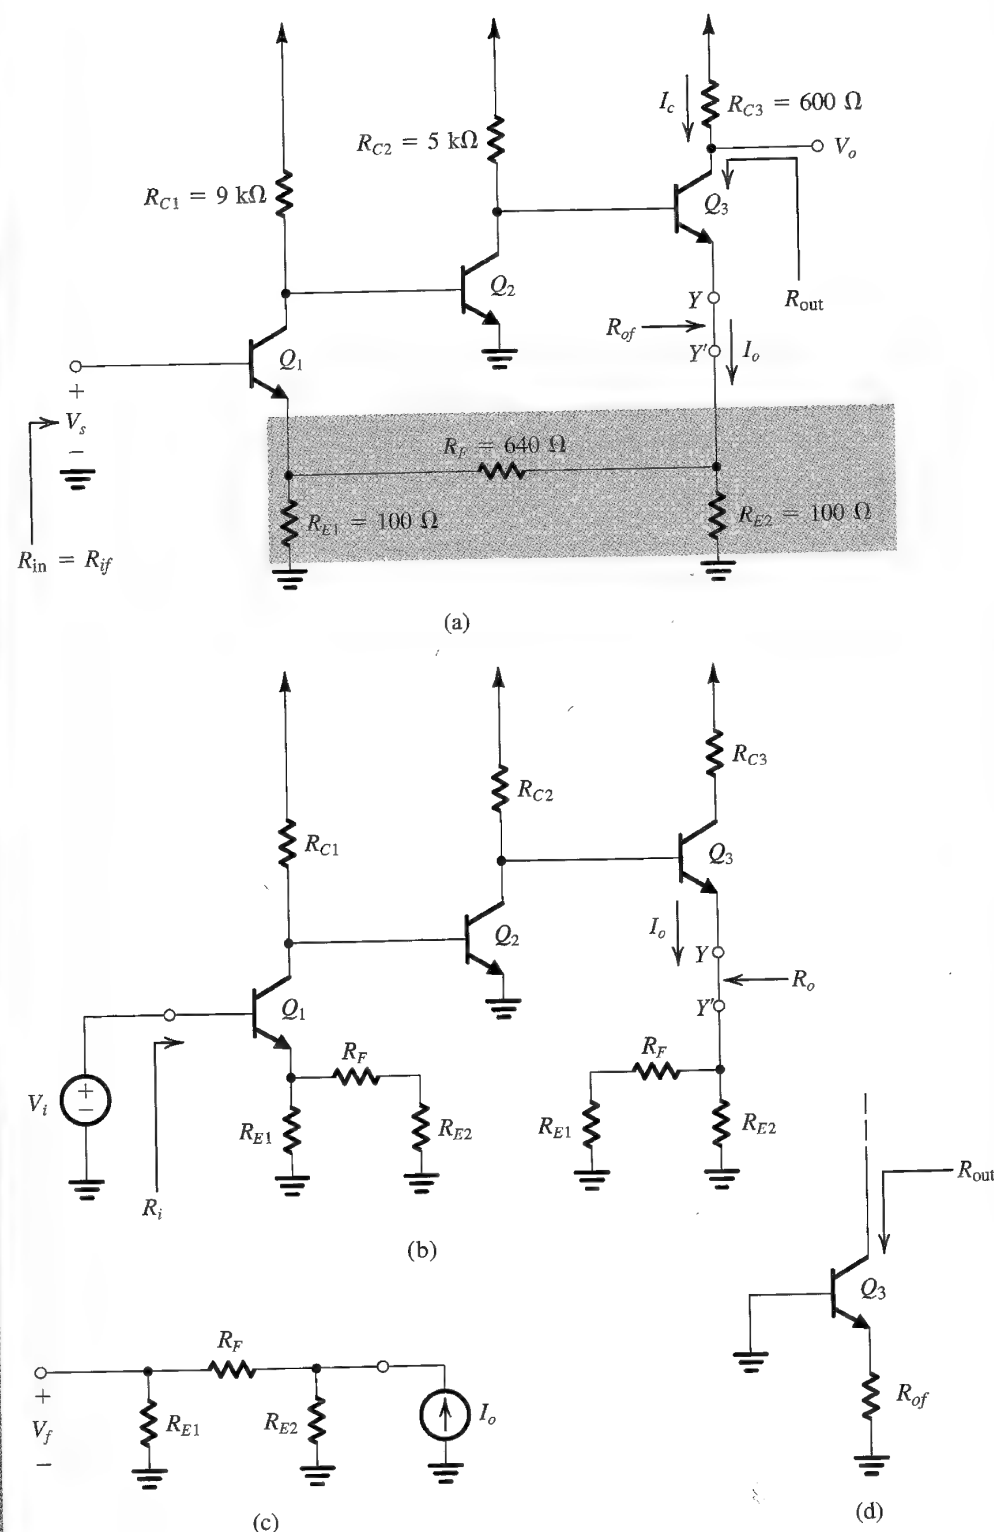 I_c
R_C3 = 600 Ω
R_C2 = 5 kΩ
V_o
R_C1 = 9 kΩ
Q_3
Q_2
Y
R_out
R_of
Q_1
Y′
I_o
+
V_s
−
R_F = 640 Ω
R_E1 = 100 Ω
R_E2 = 100 Ω
R_in = R_if
(a)
R_C3
R_C2
R_C1
Q_3
I_o
Q_2
Y
R_o
Q_1
Y′
R_F
R_F
V_i
+
−
R_E1
R_E2
R_E1
R_E2
R_i
R_out
(b)
Q_3
R_F
+
V_f
−
R_E1
R_E2
I_o
R_of
(c)
(d)